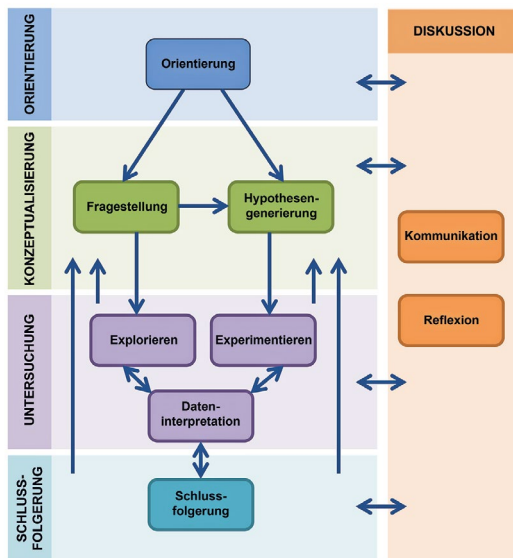 ORIENTIERUNG
Orientierung
KONZEPTUALISIERUNG
Fragestellung
Hypothesen-
generierung
UNTERSUCHUNG
Explorieren
Experimentieren
Daten-
interpretation
SCHLUSS-
FOLGERUNG
Schluss-
folgerung
DISKUSSION
Kommunikation
Reflexion